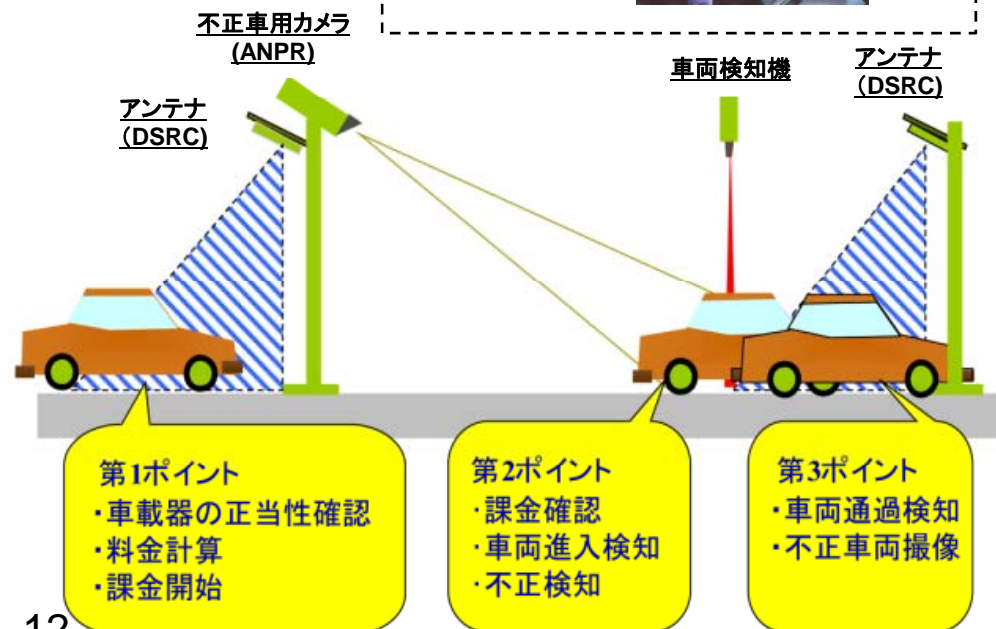 不正車用カメラ
(ANPR)
アンテナ
（DSRC)
車両検知機
アンテナ
（DSRC)
第1ポイント
・車載器の正当性確認
・料金計算
・課金開始
第2ポイント
・課金確認
・車両進入検知
・不正検知
第3ポイント
・車両通過検知
・不正車両撮像
12